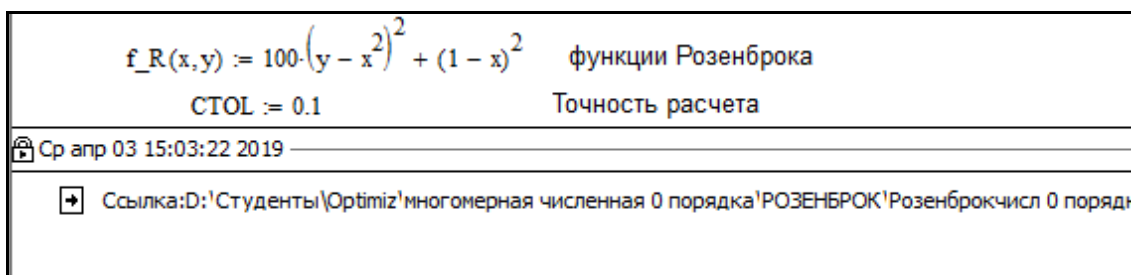 f_R(x,y) := 100·(y − x²)² + (1 − x)² функции Розенброка
CTOL := 0.1 Точность расчета
Ср апр 03 15:03:22 2019
Ссылка:D:'Студенты\Optimiz'многомерная численная 0 порядка'РОЗЕНБРОК'Розенброкчисл 0 поряд